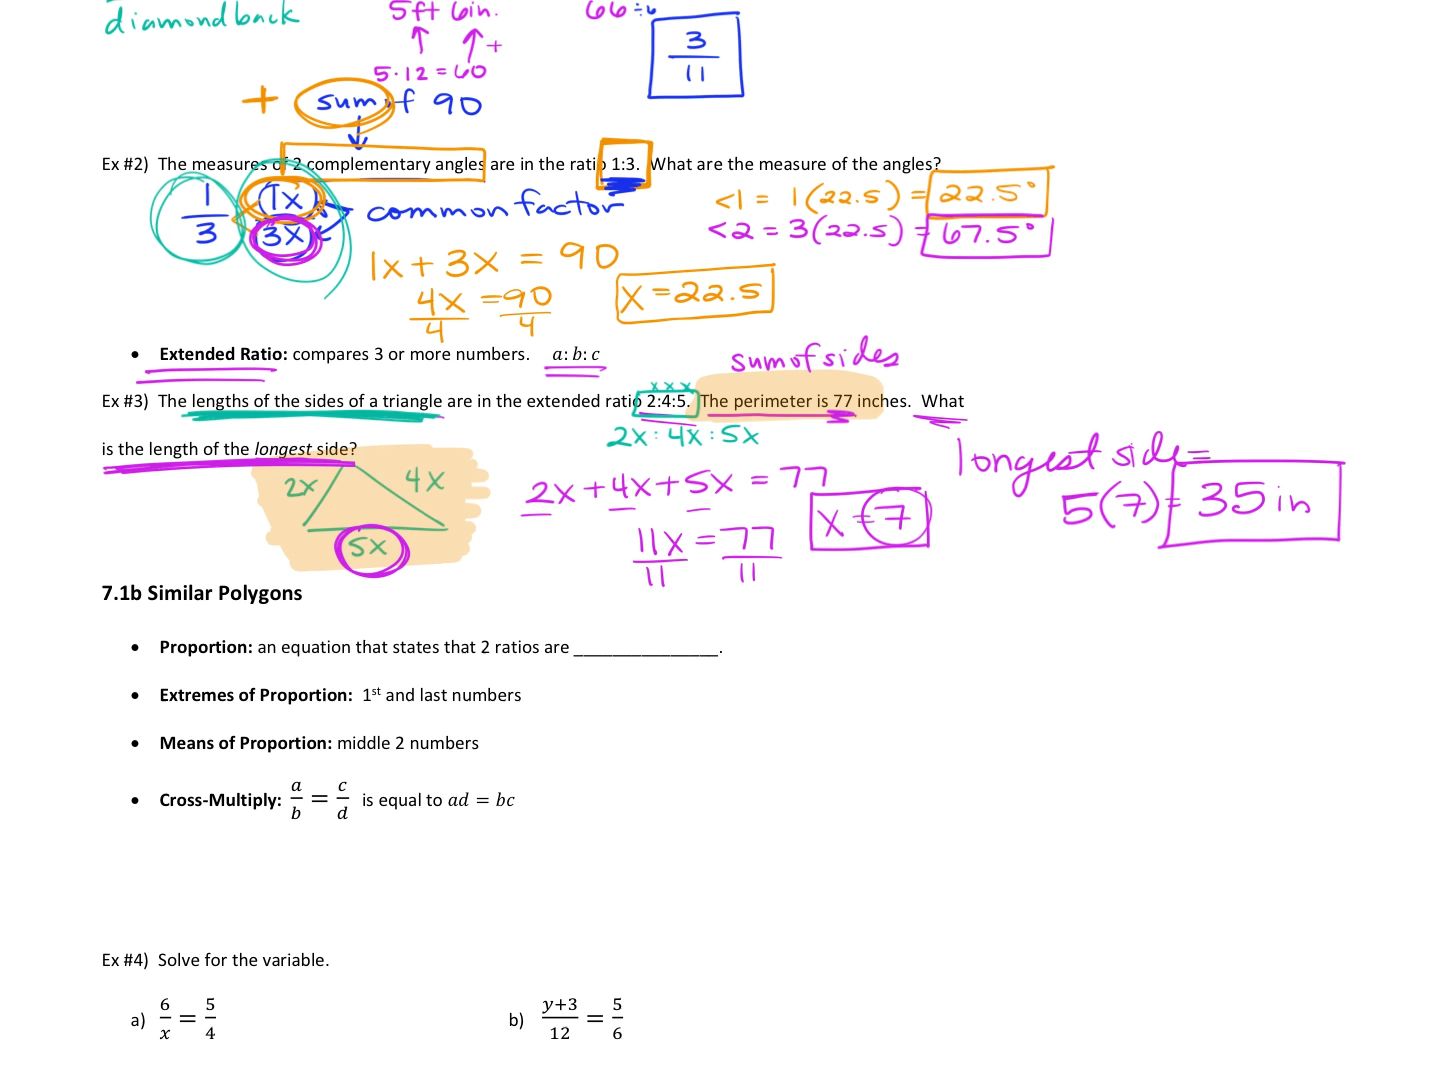 diamondback
5ft 6in.
66 ÷6
↑ ↑+
5·12 = 60
3
11
+ sum of 90
Ex #2) The measures of 2 complementary angles are in the ratio 1:3. What are the measure of the angles?
1/3 1x/3x common factor
<1 = 1(22.5) = 22.5°
<2 = 3(22.5) = 67.5°
1x + 3x = 90
4x = 90
4 4
x = 22.5
• Extended Ratio: compares 3 or more numbers. a: b: c
sum of sides
x x x
Ex #3) The lengths of the sides of a triangle are in the extended ratio 2:4:5. The perimeter is 77 inches. What
is the length of the longest side?
2x : 4x : 5x
2x 4x
5x
2x + 4x + 5x = 77
11x = 77
11 11
x = 7
longest side =
5(7) = 35 in
7.1b Similar Polygons
• Proportion: an equation that states that 2 ratios are ________________.
• Extremes of Proportion: 1st and last numbers
• Means of Proportion: middle 2 numbers
• Cross-Multiply: a/b = c/d is equal to ad = bc
Ex #4) Solve for the variable.
a) 6/x = 5/4 b) y+3/12 = 5/6